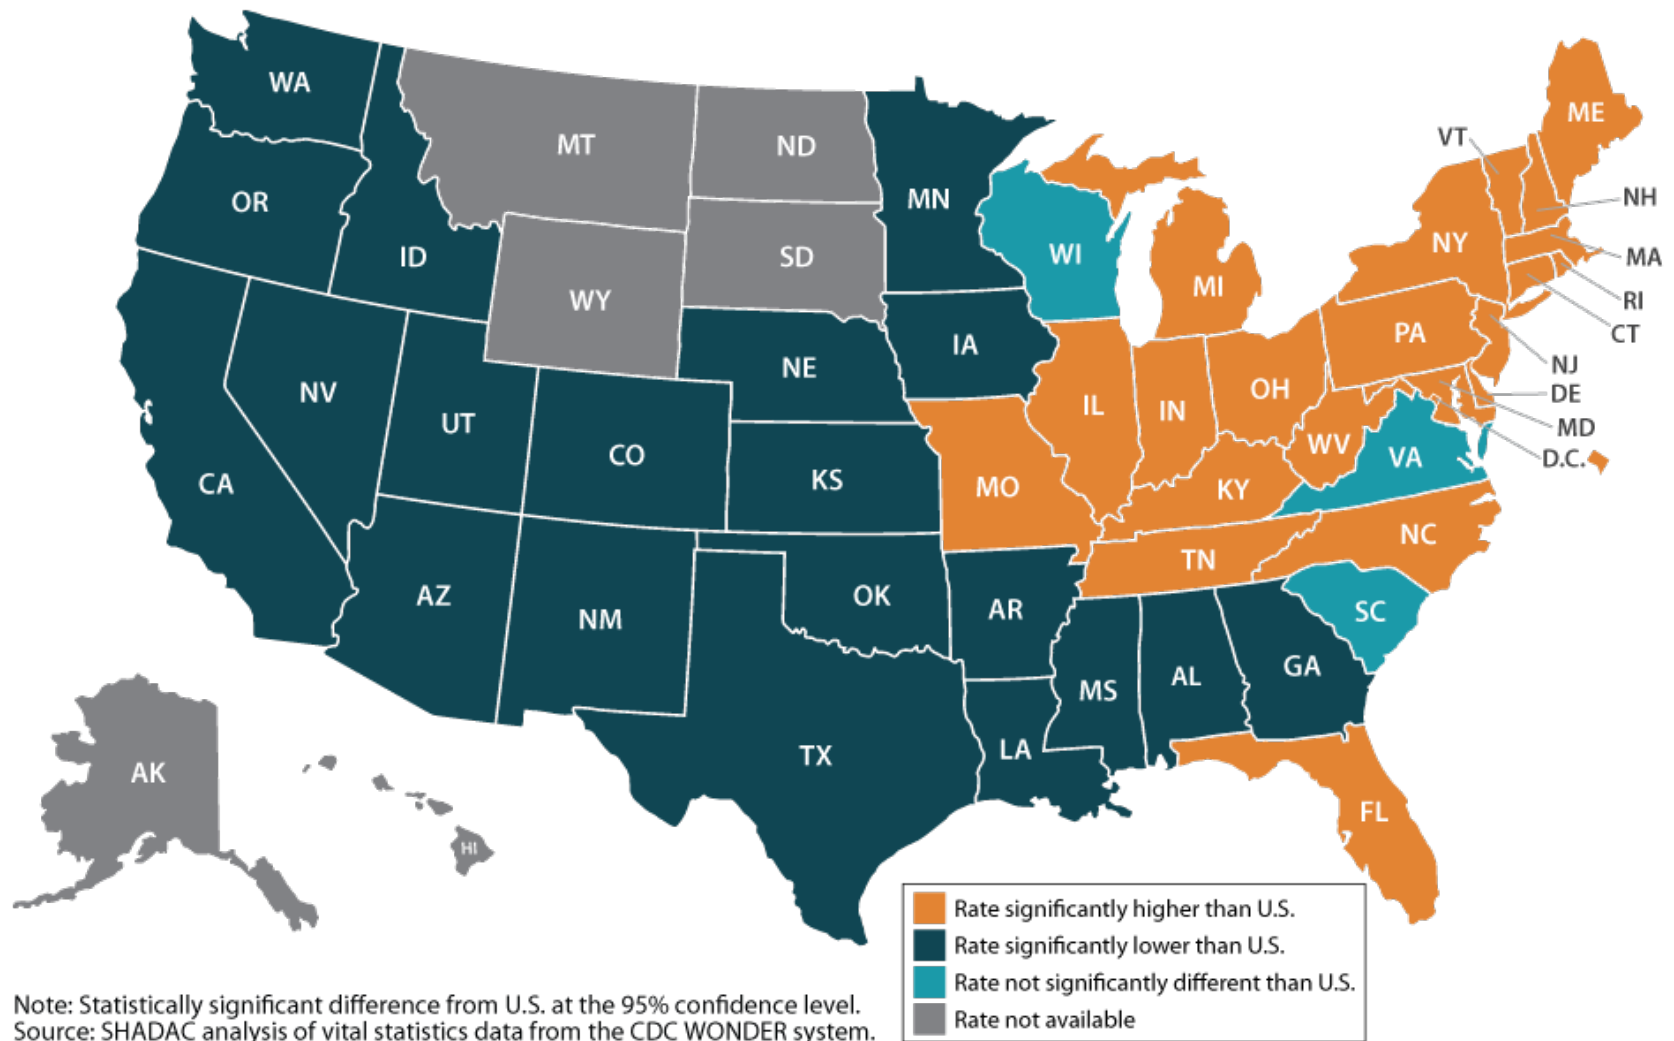 WA
MT
ND
ME
VT
OR
MN
NH
ID
SD
WI
NY
MA
WY
MI
RI
CT
PA
IA
NE
NJ
NV
OH
DE
IL
IN
UT
MD
CO
WV
VA
D.C.
CA
KS
MO
KY
NC
TN
AZ
OK
AR
NM
SC
GA
AL
MS
LA
TX
AK
FL
HI
Rate significantly higher than U.S.
Rate significantly lower than U.S.
Rate not significantly different than U.S.
Rate not available
Note: Statistically significant difference from U.S. at the 95% confidence level.
Source: SHADAC analysis of vital statistics data from the CDC WONDER system.